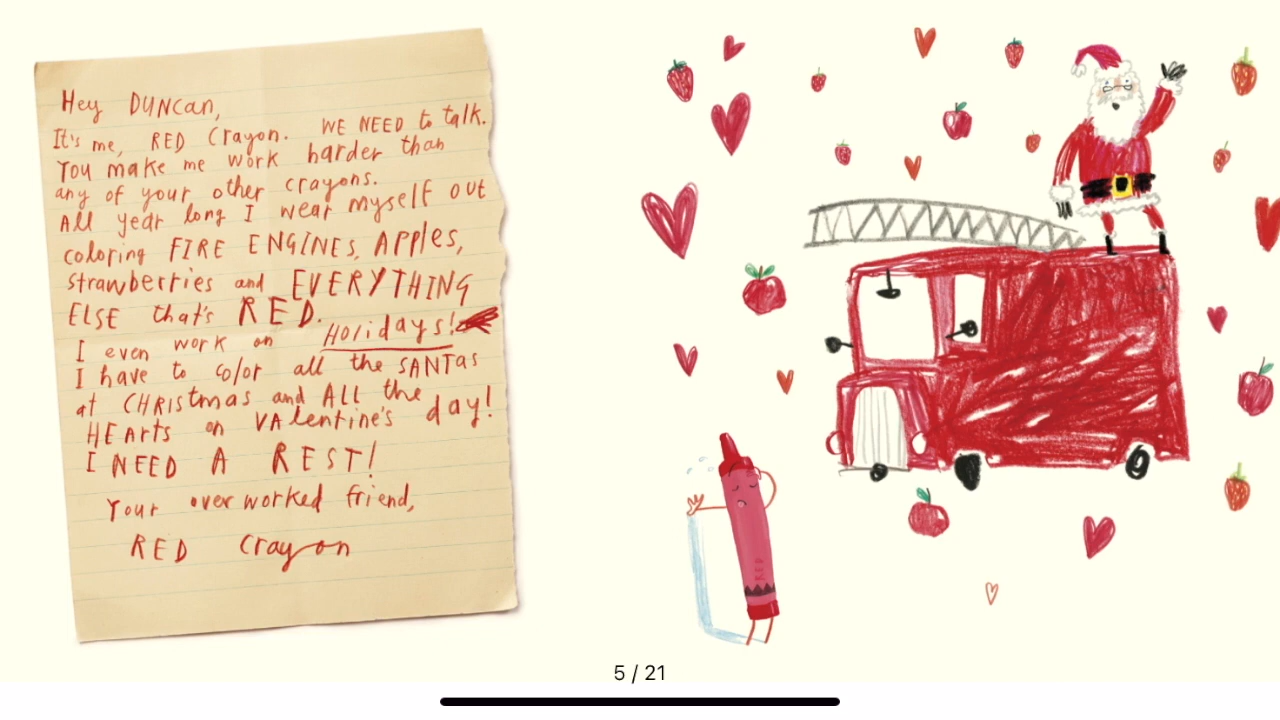 Hey DUNCAN,
It's me, RED Crayon. WE NEED to talk.
You make me work harder than
any of your other crayons.
All year long I wear myself out
coloring FIRE ENGINES, Apples,
strawberries and EVERYTHING
ELSE that's RED.
I even work on Holidays!
I have to color all the SANTAs
at CHRIStmas and ALL the
HEArts on VAlentine's day!
I NEED A REST!
Your overworked friend,
RED Crayon
RED
5 / 21